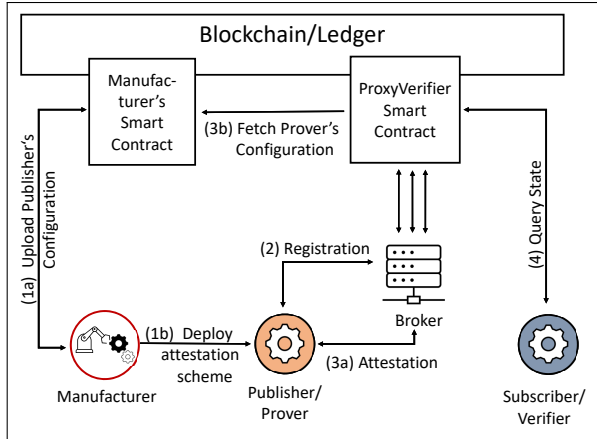 Blockchain/Ledger
Manufac-
turer's
Smart
Contract
ProxyVerifier
Smart
Contract
(3b) Fetch Prover's
Configuration
(1a) Upload Publisher's
Configuration
(4) Query State
(2) Registration
Broker
(1b) Deploy
attestation
scheme
(3a) Attestation
Manufacturer
Publisher/
Prover
Subscriber/
Verifier